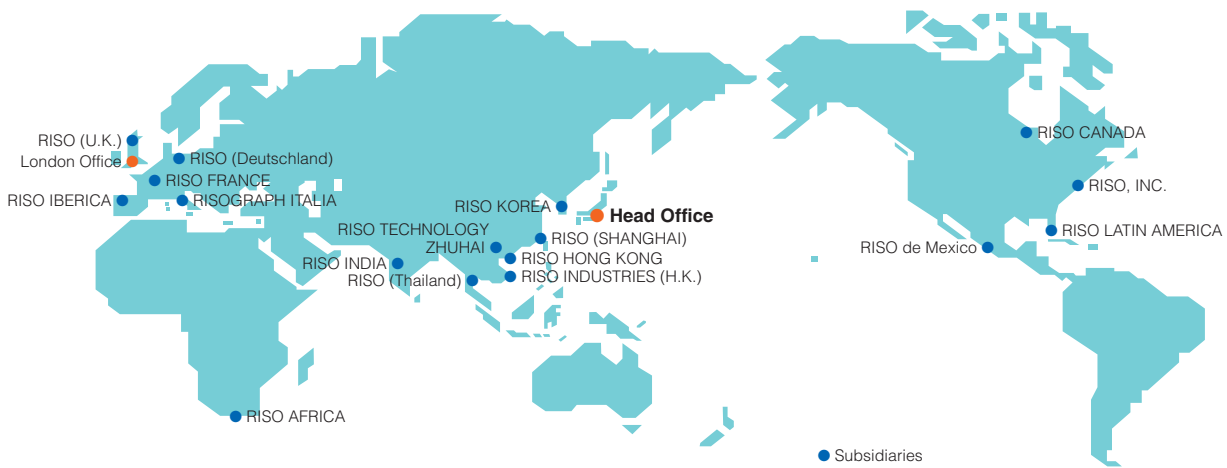 RISO (U.K.)
London Office
RISO (Deutschland)
RISO FRANCE
RISO IBERICA
RISOGRAPH ITALIA
RISO KOREA
Head Office
RISO TECHNOLOGY
ZHUHAI
RISO (SHANGHAI)
RISO HONG KONG
RISO INDIA
RISO (Thailand)
RISO INDUSTRIES (H.K.)
RISO AFRICA
RISO CANADA
RISO, INC.
RISO LATIN AMERICA
RISO de Mexico
Subsidiaries